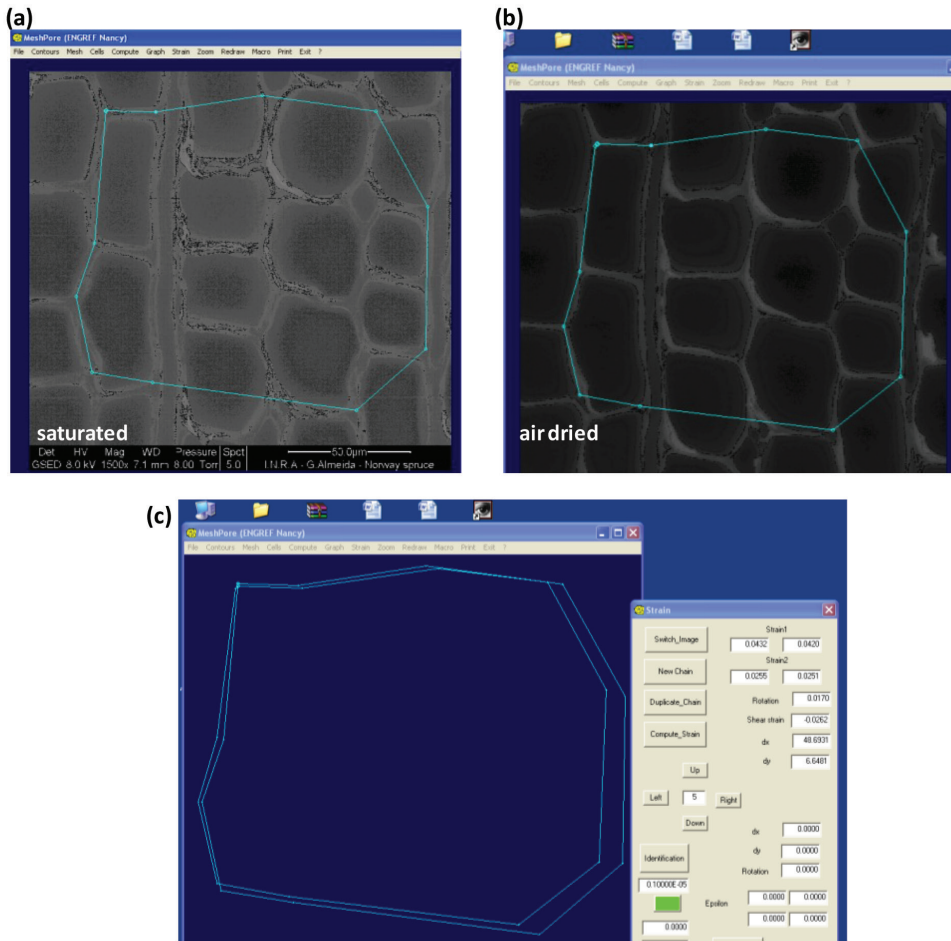 (a)
MeshPore (ENGREF Nancy)
File Contours Mesh Cells Compute Graph Strain Zoom Redraw Macro Print Exit ?
saturated
Det HV Mag WD Pressure Spot 50.0µm
GSED 8.0 kV 1500x 7.1 mm 8.00 Torr 5.0 I.N.R.A - G.Almeida - Norway spruce
(b)
MeshPore (ENGREF Nancy)
File Contours Mesh Cells Compute Graph Strain Zoom Redraw Macro Print Exit ?
air dried
(c)
MeshPore (ENGREF Nancy)
File Contours Mesh Cells Compute Graph Strain Zoom Redraw Macro Print Exit ?
Strain
Switch_Image
Strain1
0.0432 0.0420
New Chain
Strain2
0.0255 0.0251
Duplicate_Chain
Rotation 0.0170
Shear strain -0.0262
Compute_Strain
dx 48.6931
dy 6.6481
Up
Left 5 Right
Down
dx 0.0000
dy 0.0000
Identification
Rotation 0.0000
0.10000E-05
Epsilon 0.0000 0.0000
0.0000 0.0000
0.0000